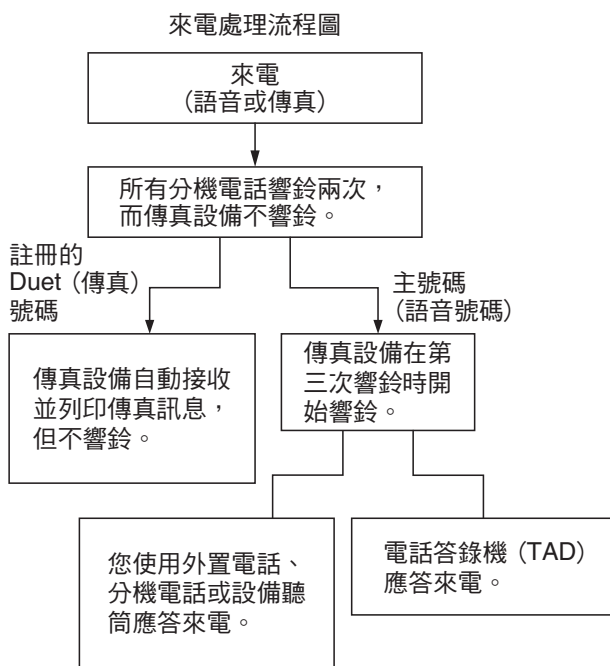 來電處理流程圖
來電
(語音或傳真)
所有分機電話響鈴兩次，
而傳真設備不響鈴。
註冊的
Duet (傳真)
號碼
主號碼
(語音號碼)
傳真設備自動接收
並列印傳真訊息，
但不響鈴。
傳真設備在第
三次響鈴時開
始響鈴。
您使用外置電話、
分機電話或設備聽
筒應答來電。
電話答錄機 (TAD)
應答來電。